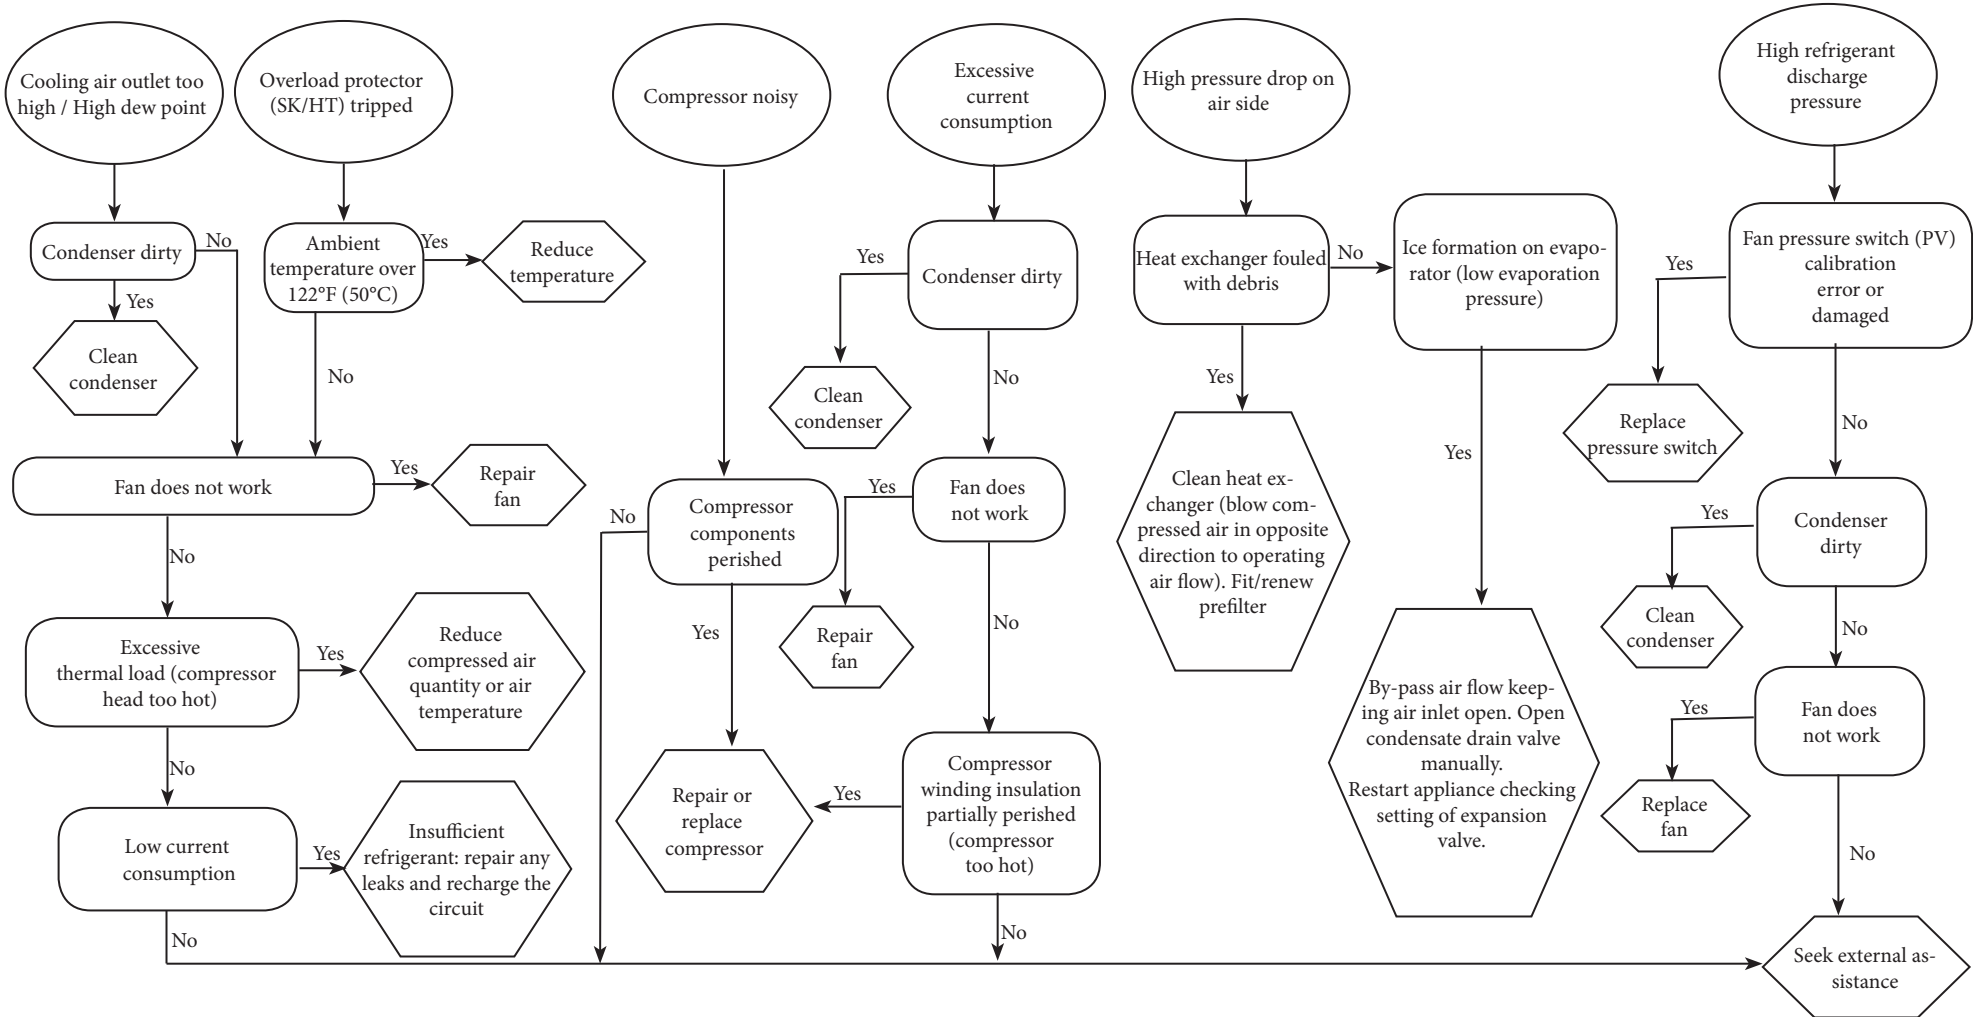 Cooling air outlet too
high / High dew point
Overload protector
(SK/HT) tripped
Compressor noisy
Excessive
current
consumption
High pressure drop on
air side
High refrigerant
discharge
pressure
Condenser dirty
No
Yes
Clean
condenser
Ambient
temperature over
122°F (50°C)
Yes
Reduce
temperature
No
Fan does not work
Yes
Repair
fan
No
Excessive
thermal load (compressor
head too hot)
Yes
Reduce
compressed air
quantity or air
temperature
No
Low current
consumption
Yes
Insufficient
refrigerant: repair any
leaks and recharge the
circuit
No
Compressor
components
perished
No
Yes
Repair or
replace
compressor
Condenser dirty
Yes
Clean
condenser
No
Fan does
not work
Yes
Repair
fan
No
Compressor
winding insulation
partially perished
(compressor
too hot)
Yes
No
Heat exchanger fouled
with debris
No
Yes
Clean heat ex-
changer (blow com-
pressed air in opposite
direction to operating
air flow). Fit/renew
prefilter
Ice formation on evapo-
rator (low evaporation
pressure)
Yes
By-pass air flow keep-
ing air inlet open. Open
condensate drain valve
manually.
Restart appliance checking
setting of expansion
valve.
Fan pressure switch (PV)
calibration
error or
damaged
Yes
Replace
pressure switch
No
Condenser
dirty
Yes
Clean
condenser
No
Fan does
not work
Yes
Replace
fan
No
Seek external as-
sistance